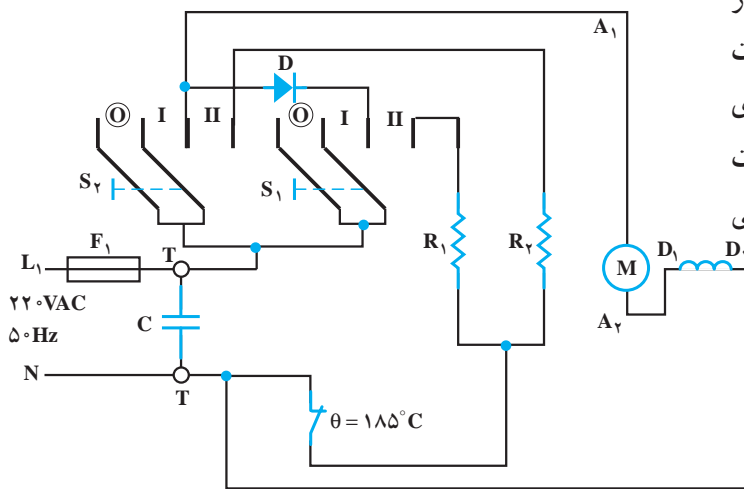 A۱
D
O I II O I II
S۲ S۱
R۱ R۲
M
D۱
A۲
F۱
L۱ T
۲۲۰VAC
۵۰Hz
C
N
T
θ = ۱۸۵°C
ر
ت
ی
ت
ی